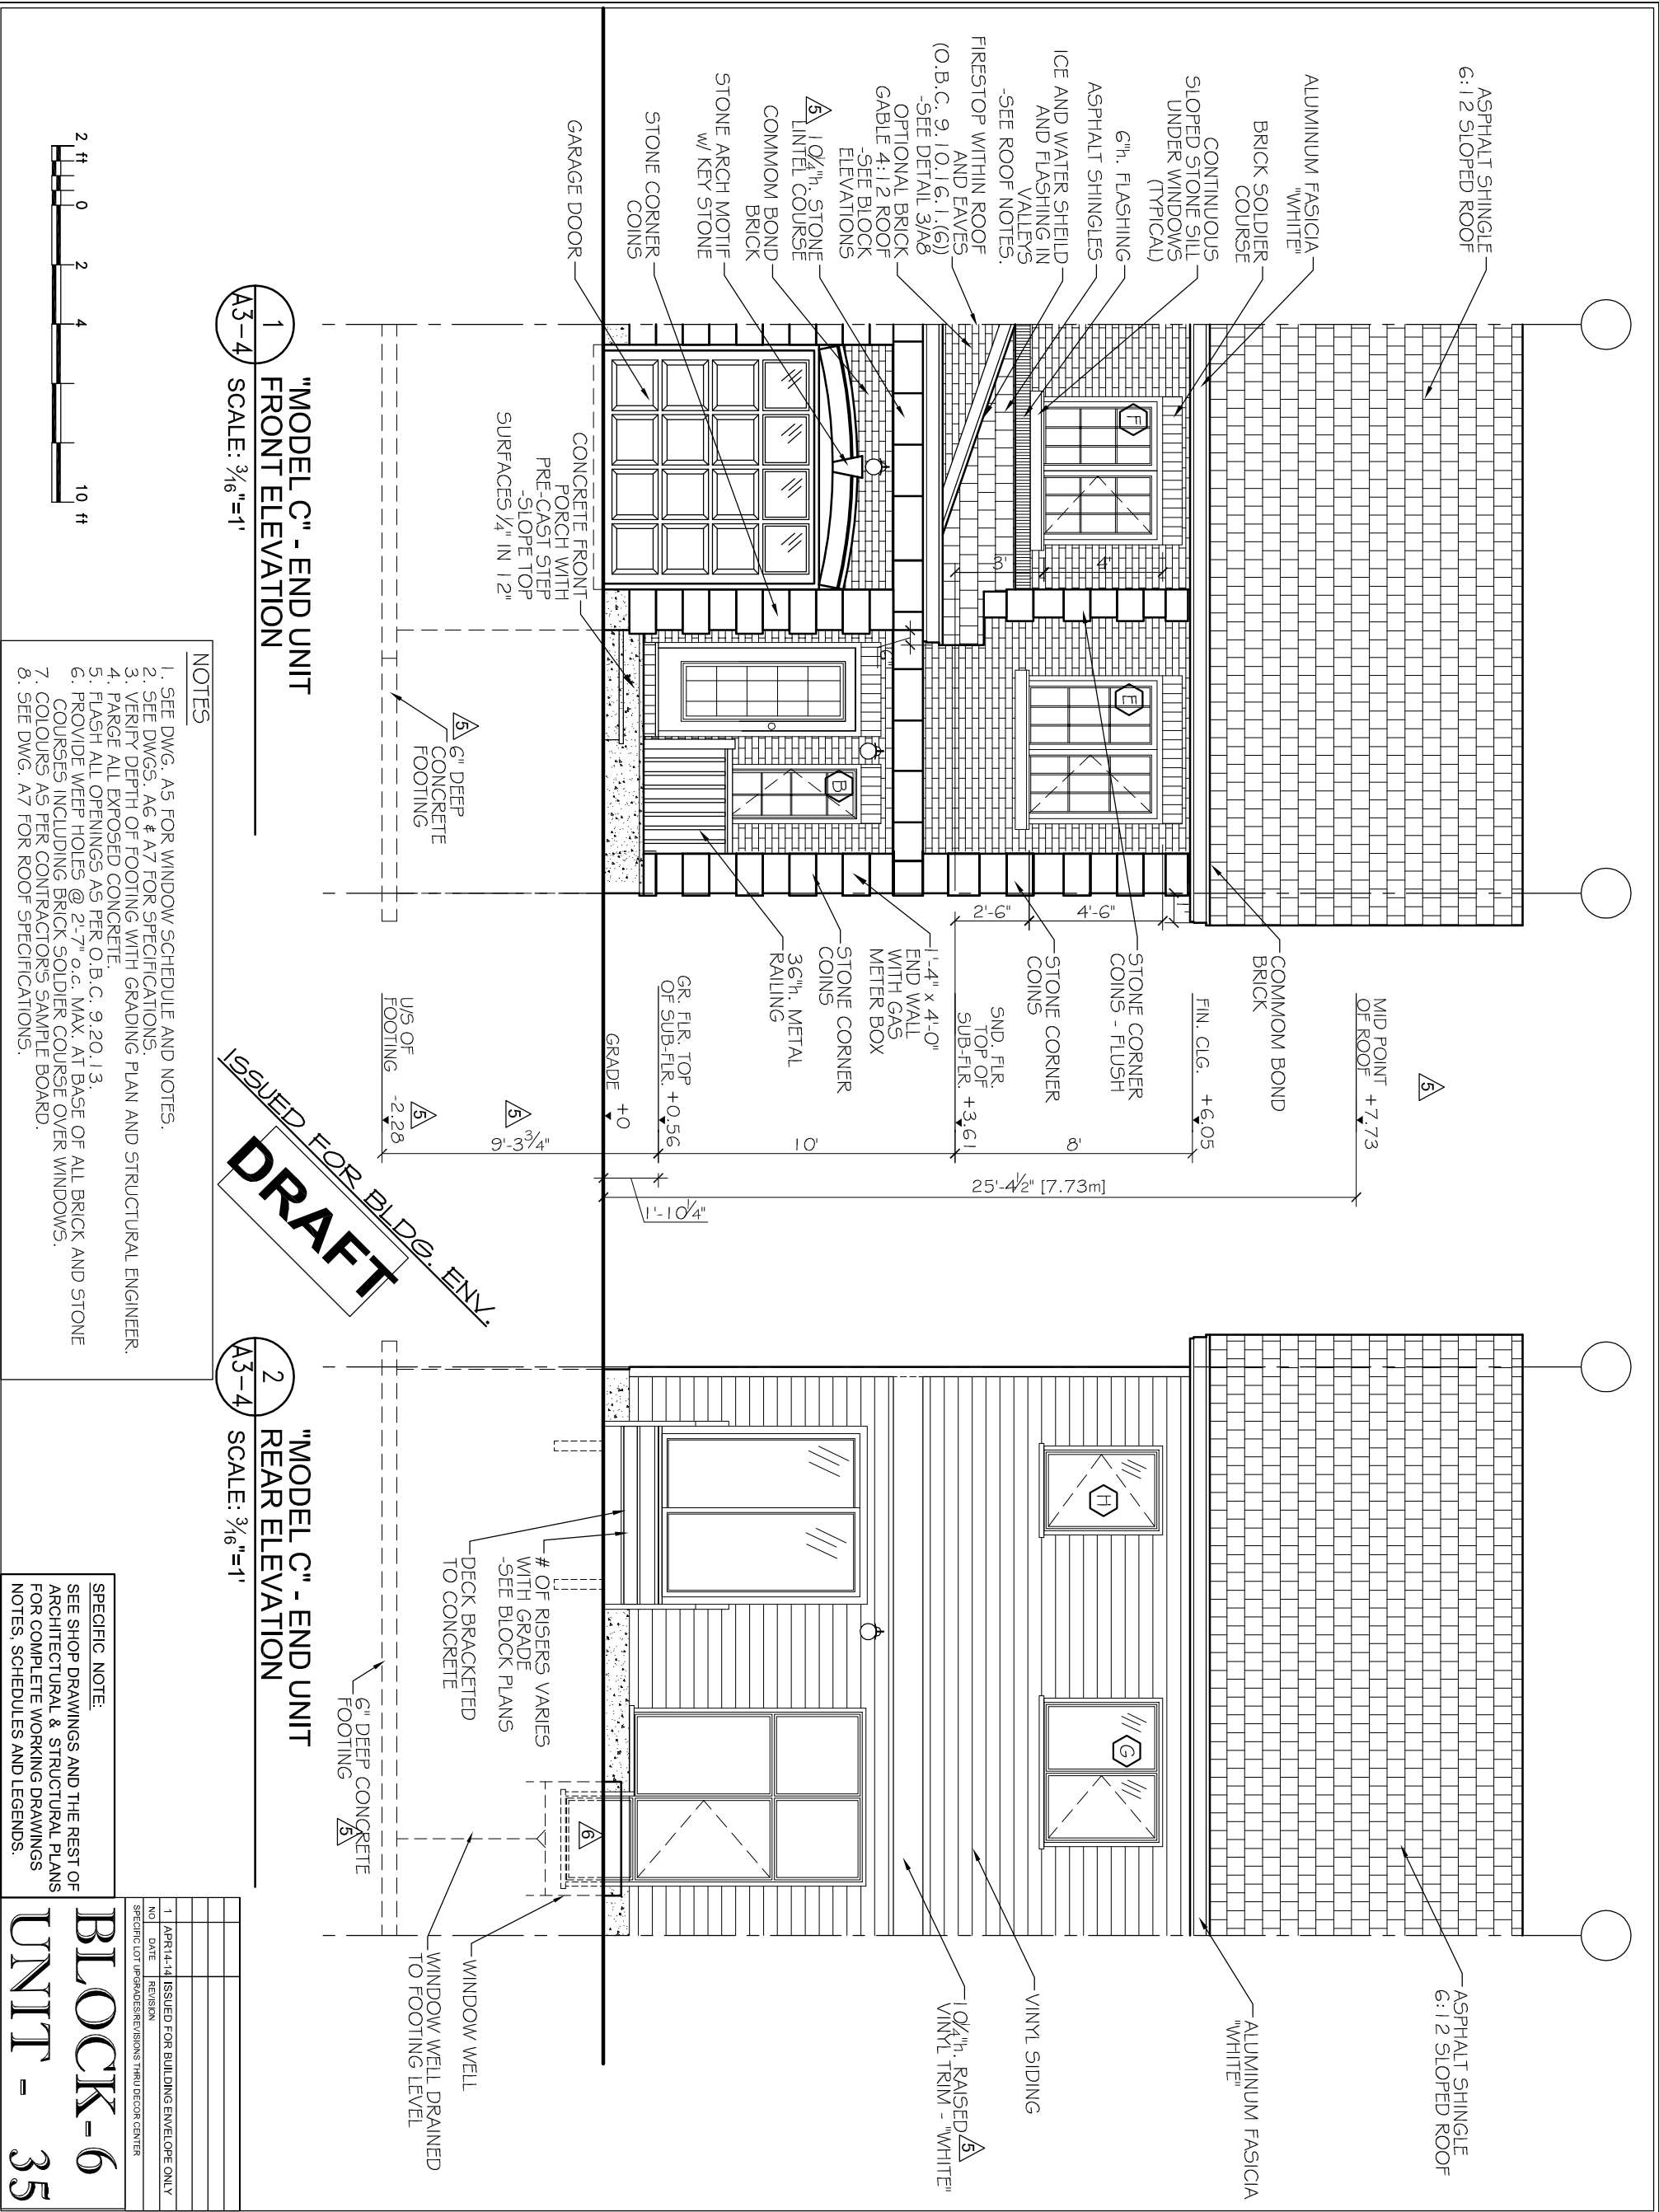 ASPHALT SHINGLE
6:12 SLOPED ROOF
ALUMINUM FASICIA
"WHITE"
BRICK SOLDIER
COURSE
CONTINUOUS
SLOPED STONE SILL
UNDER WINDOWS
(TYPICAL)
6"h. FLASHING
ASPHALT SHINGLES
ICE AND WATER SHEILD
AND FLASHING IN
VALLEYS
-SEE ROOF NOTES.
FIRESTOP WITHIN ROOF
AND EAVES
(O.B.C. 9.10.16.1.(6))
-SEE DETAIL 3/A8
OPTIONAL BRICK
GABLE 4:12 ROOF
5
10¼"h. STONE
LINTEL COURSE
-SEE BLOCK
ELEVATIONS
COMMOM BOND
BRICK
STONE ARCH MOTIF
w/ KEY STONE
STONE CORNER
COINS
GARAGE DOOR
F
E
B
3'
4'
CONCRETE FRONT
PORCH WITH
PRE-CAST STEP
-SLOPE TOP
SURFACES ¼" IN 12"
5
6" DEEP
CONCRETE
FOOTING
COMMOM BOND
BRICK
STONE CORNER
COINS - FLUSH
STONE CORNER
COINS
1'-4" x 4'-0"
END WALL
WITH GAS
METER BOX
STONE CORNER
COINS
36"h. METAL
RAILING
2'-6"
4'-6"
5
MID POINT
OF ROOF +7.73
FIN. CLG. +6.05
SND. FLR.
TOP OF
SUB-FLR. +3.61
GR. FLR. TOP
OF SUB-FLR. +0.56
GRADE +0
U/S OF
FOOTING -2.28
5
5
9'-3¾"
10'
8'
25'-4½" [7.73m]
1'-10¼"
H
G
ASPHALT SHINGLE
6:12 SLOPED ROOF
ALUMINUM FASICIA
"WHITE"
VINYL SIDING
10¼"h. RAISED
VINYL TRIM - "WHITE"
5
WINDOW WELL
WINDOW WELL DRAINED
TO FOOTING LEVEL
6
# OF RISERS VARIES
WITH GRADE
-SEE BLOCK PLANS
DECK BRACKETED
TO CONCRETE
6" DEEP CONCRETE
FOOTING
5
1
A3-4
"MODEL C" - END UNIT
FRONT ELEVATION
SCALE: 3⁄16"=1'
2
A3-4
"MODEL C" - END UNIT
REAR ELEVATION
SCALE: 3⁄16"=1'
2 ft 0 2 4 10 ft
ISSUED FOR BLDG. ENV.
DRAFT
NOTES
1. SEE DWG. A5 FOR WINDOW SCHEDULE AND NOTES.
2. SEE DWGS. A6 & A7 FOR SPECIFICATIONS.
3. VERIFY DEPTH OF FOOTING WITH GRADING PLAN AND STRUCTURAL ENGINEER.
4. PARGE ALL EXPOSED CONCRETE.
5. FLASH ALL OPENINGS AS PER O.B.C. 9.20.13.
6. PROVIDE WEEP HOLES @ 2'-7" o.c. MAX. AT BASE OF ALL BRICK AND STONE
COURSES INCLUDING BRICK SOLDIER COURSE OVER WINDOWS.
7. COLOURS AS PER CONTRACTOR'S SAMPLE BOARD.
8. SEE DWG. A7 FOR ROOF SPECIFICATIONS.
SPECIFIC NOTE:
SEE SHOP DRAWINGS AND THE REST OF
ARCHITECTURAL & STRUCTURAL PLANS
FOR COMPLETE WORKING DRAWINGS
NOTES, SCHEDULES AND LEGENDS.
1 APR14-14 ISSUED FOR BUILDING ENVELOPE ONLY
NO DATE REVISION
SPECIFIC LOT UPGRADES/REVISIONS THRU DECOR CENTER
BLOCK-6
UNIT - 35